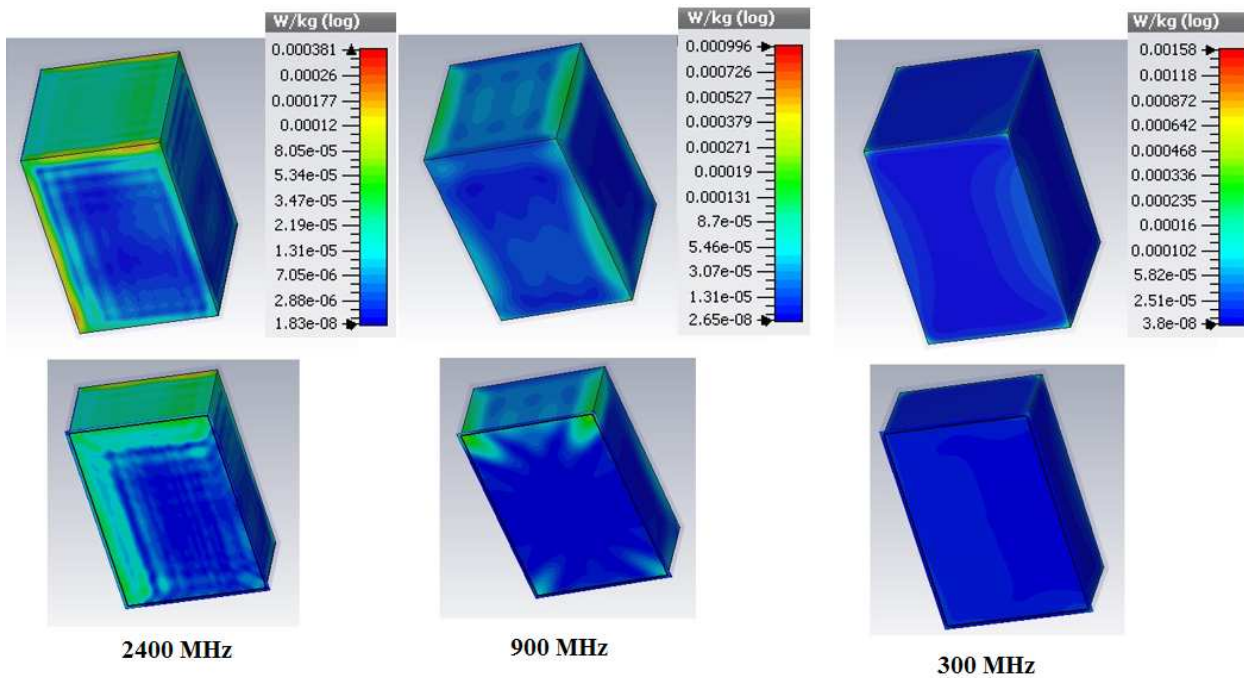 W/kg (log)
0.000381
0.00026
0.000177
0.00012
8.05e-05
5.34e-05
3.47e-05
2.19e-05
1.31e-05
7.05e-06
2.88e-06
1.83e-08
W/kg (log)
0.000996
0.000726
0.000527
0.000379
0.000271
0.00019
0.000131
8.7e-05
5.46e-05
3.07e-05
1.31e-05
2.65e-08
W/kg (log)
0.00158
0.00118
0.000872
0.000642
0.000468
0.000336
0.000235
0.00016
0.000102
5.82e-05
2.51e-05
3.8e-08
2400 MHz
900 MHz
300 MHz